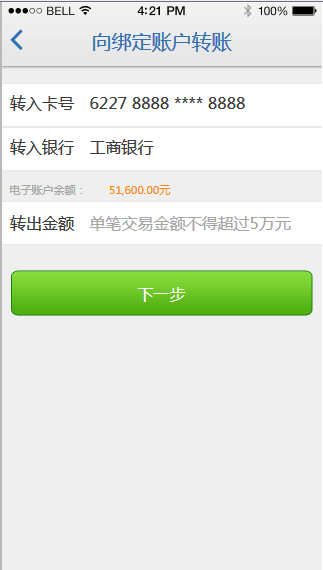 BELL 4:21 PM 100%
向绑定账户转账
转入卡号 6227 8888 **** 8888
转入银行 工商银行
电子账户余额： 51,600.00元
转出金额 单笔交易金额不得超过5万元
下一步